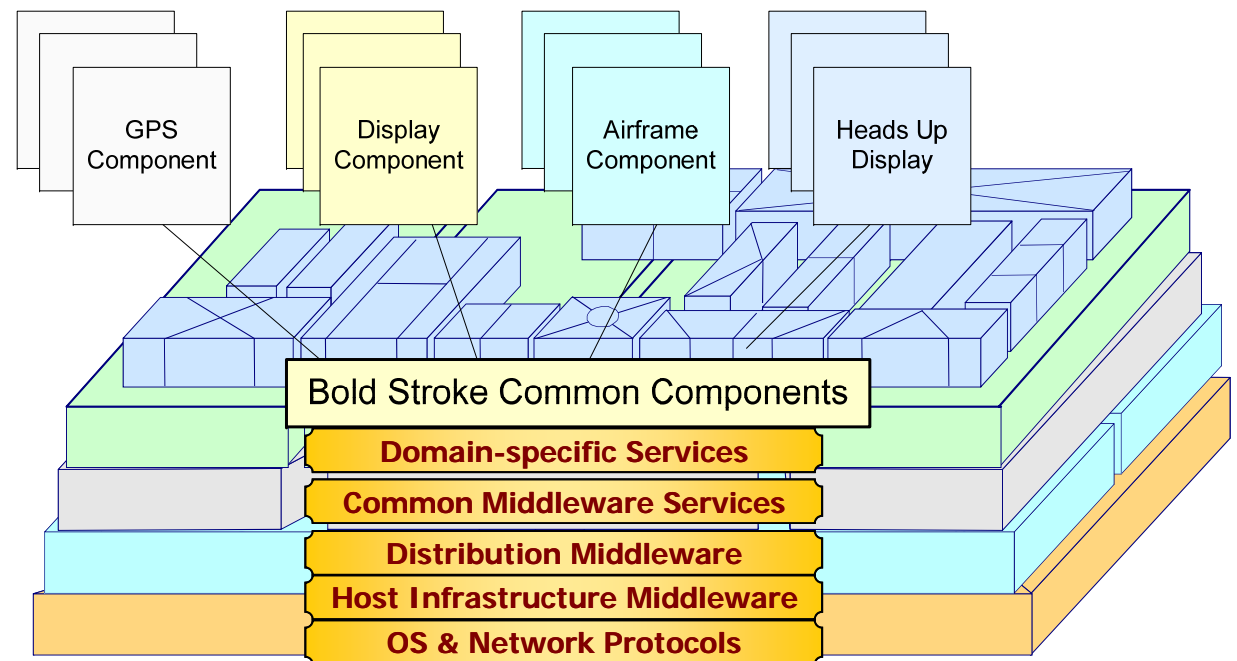 GPS
Component
Display
Component
Airframe
Component
Heads Up
Display
Bold Stroke Common Components
Domain-specific Services
Common Middleware Services
Distribution Middleware
Host Infrastructure Middleware
OS & Network Protocols